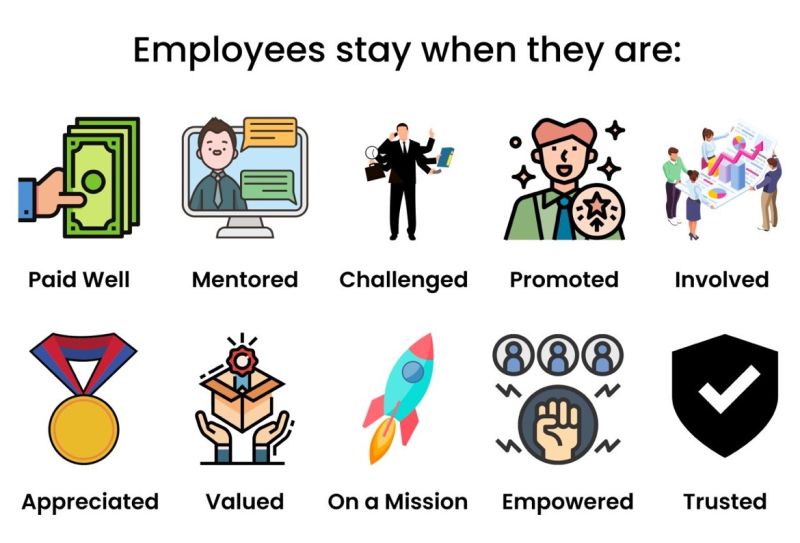 Employees stay when they are:
Paid Well
Mentored
Challenged
Promoted
Involved
Appreciated
Valued
On a Mission
Empowered
Trusted